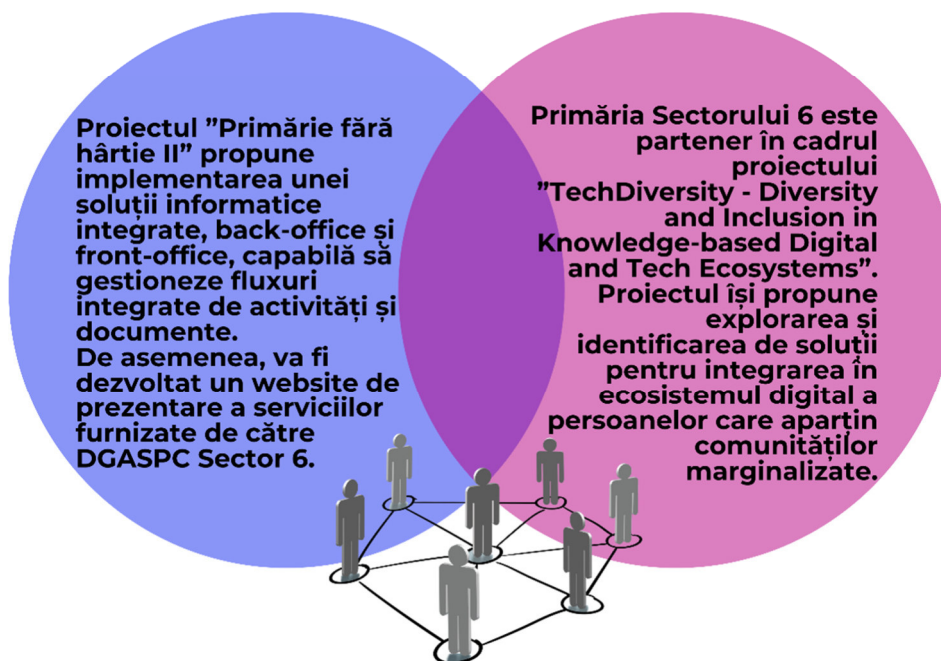 Proiectul ”Primărie fără
hârtie II” propune
implementarea unei
soluții informatice
integrate, back-office și
front-office, capabilă să
gestioneze fluxuri
integrate de activități și
documente.
De asemenea, va fi
dezvoltat un website de
prezentare a serviciilor
furnizate de către
DGASPC Sector 6.
Primăria Sectorului 6 este
partener în cadrul
proiectului
”TechDiversity - Diversity
and Inclusion in
Knowledge-based Digital
and Tech Ecosystems”.
Proiectul își propune
explorarea și
identificarea de soluții
pentru integrarea în
ecosistemul digital a
persoanelor care aparțin
comunităților
marginalizate.